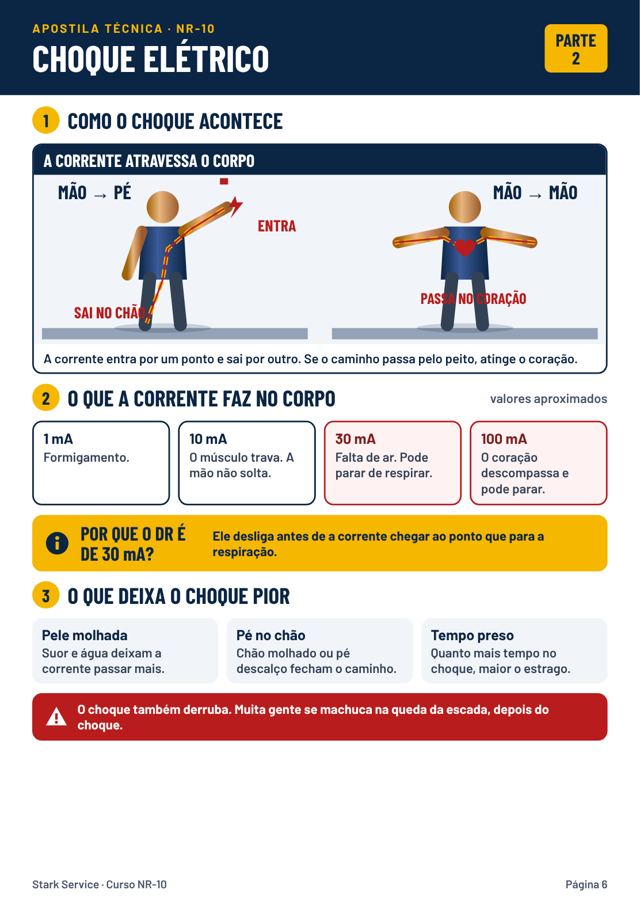 APOSTILA TÉCNICA · NR-10
CHOQUE ELÉTRICO
PARTE
2
1 COMO O CHOQUE ACONTECE
A CORRENTE ATRAVESSA O CORPO
MÃO → PÉ
ENTRA
SAI NO CHÃO
MÃO → MÃO
PASSA NO CORAÇÃO
A corrente entra por um ponto e sai por outro. Se o caminho passa pelo peito, atinge o coração.
2 O QUE A CORRENTE FAZ NO CORPO
valores aproximados
1 mA
Formigamento.
10 mA
O músculo trava. A
mão não solta.
30 mA
Falta de ar. Pode
parar de respirar.
100 mA
O coração
descompassa e
pode parar.
POR QUE O DR É
DE 30 mA?
Ele desliga antes de a corrente chegar ao ponto que para a
respiração.
3 O QUE DEIXA O CHOQUE PIOR
Pele molhada
Suor e água deixam a
corrente passar mais.
Pé no chão
Chão molhado ou pé
descalço fecham o caminho.
Tempo preso
Quanto mais tempo no
choque, maior o estrago.
O choque também derruba. Muita gente se machuca na queda da escada, depois do
choque.
Stark Service · Curso NR-10
Página 6